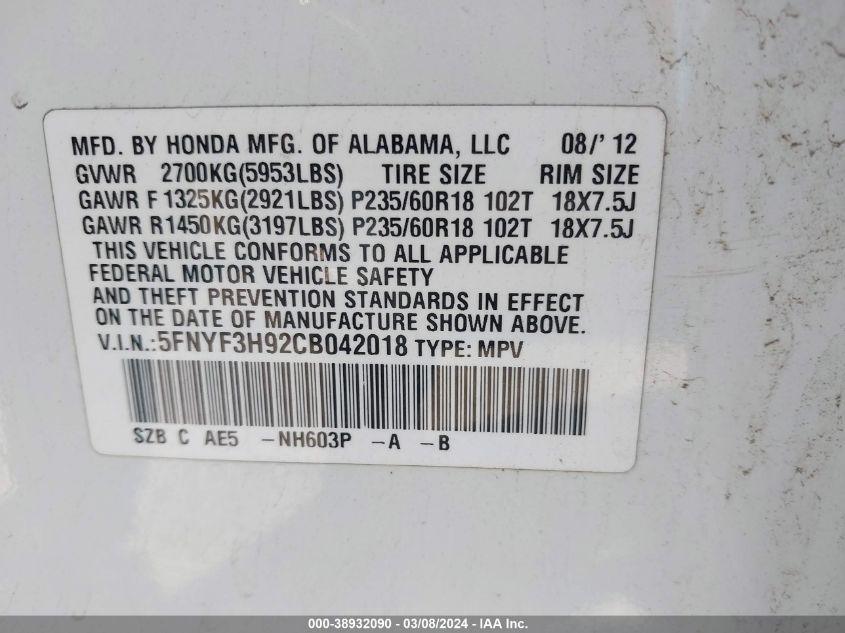 MFD. BY HONDA MFG. OF ALABAMA, LLC 08/' 12
GVWR 2700KG(5953LBS) TIRE SIZE RIM SIZE
GAWR F 1325KG(2921LBS) P235/60R18 102T 18X7.5J
GAWR R1450KG(3197LBS) P235/60R18 102T 18X7.5J
THIS VEHICLE CONFORMS TO ALL APPLICABLE
FEDERAL MOTOR VEHICLE SAFETY
AND THEFT PREVENTION STANDARDS IN EFFECT
ON THE DATE OF MANUFACTURE SHOWN ABOVE.
V.I.N.:5FNYF3H92CB042018 TYPE: MPV
SZB C AE5 -NH603P -A -B
000-38932090 - 03/08/2024 - IAA Inc.